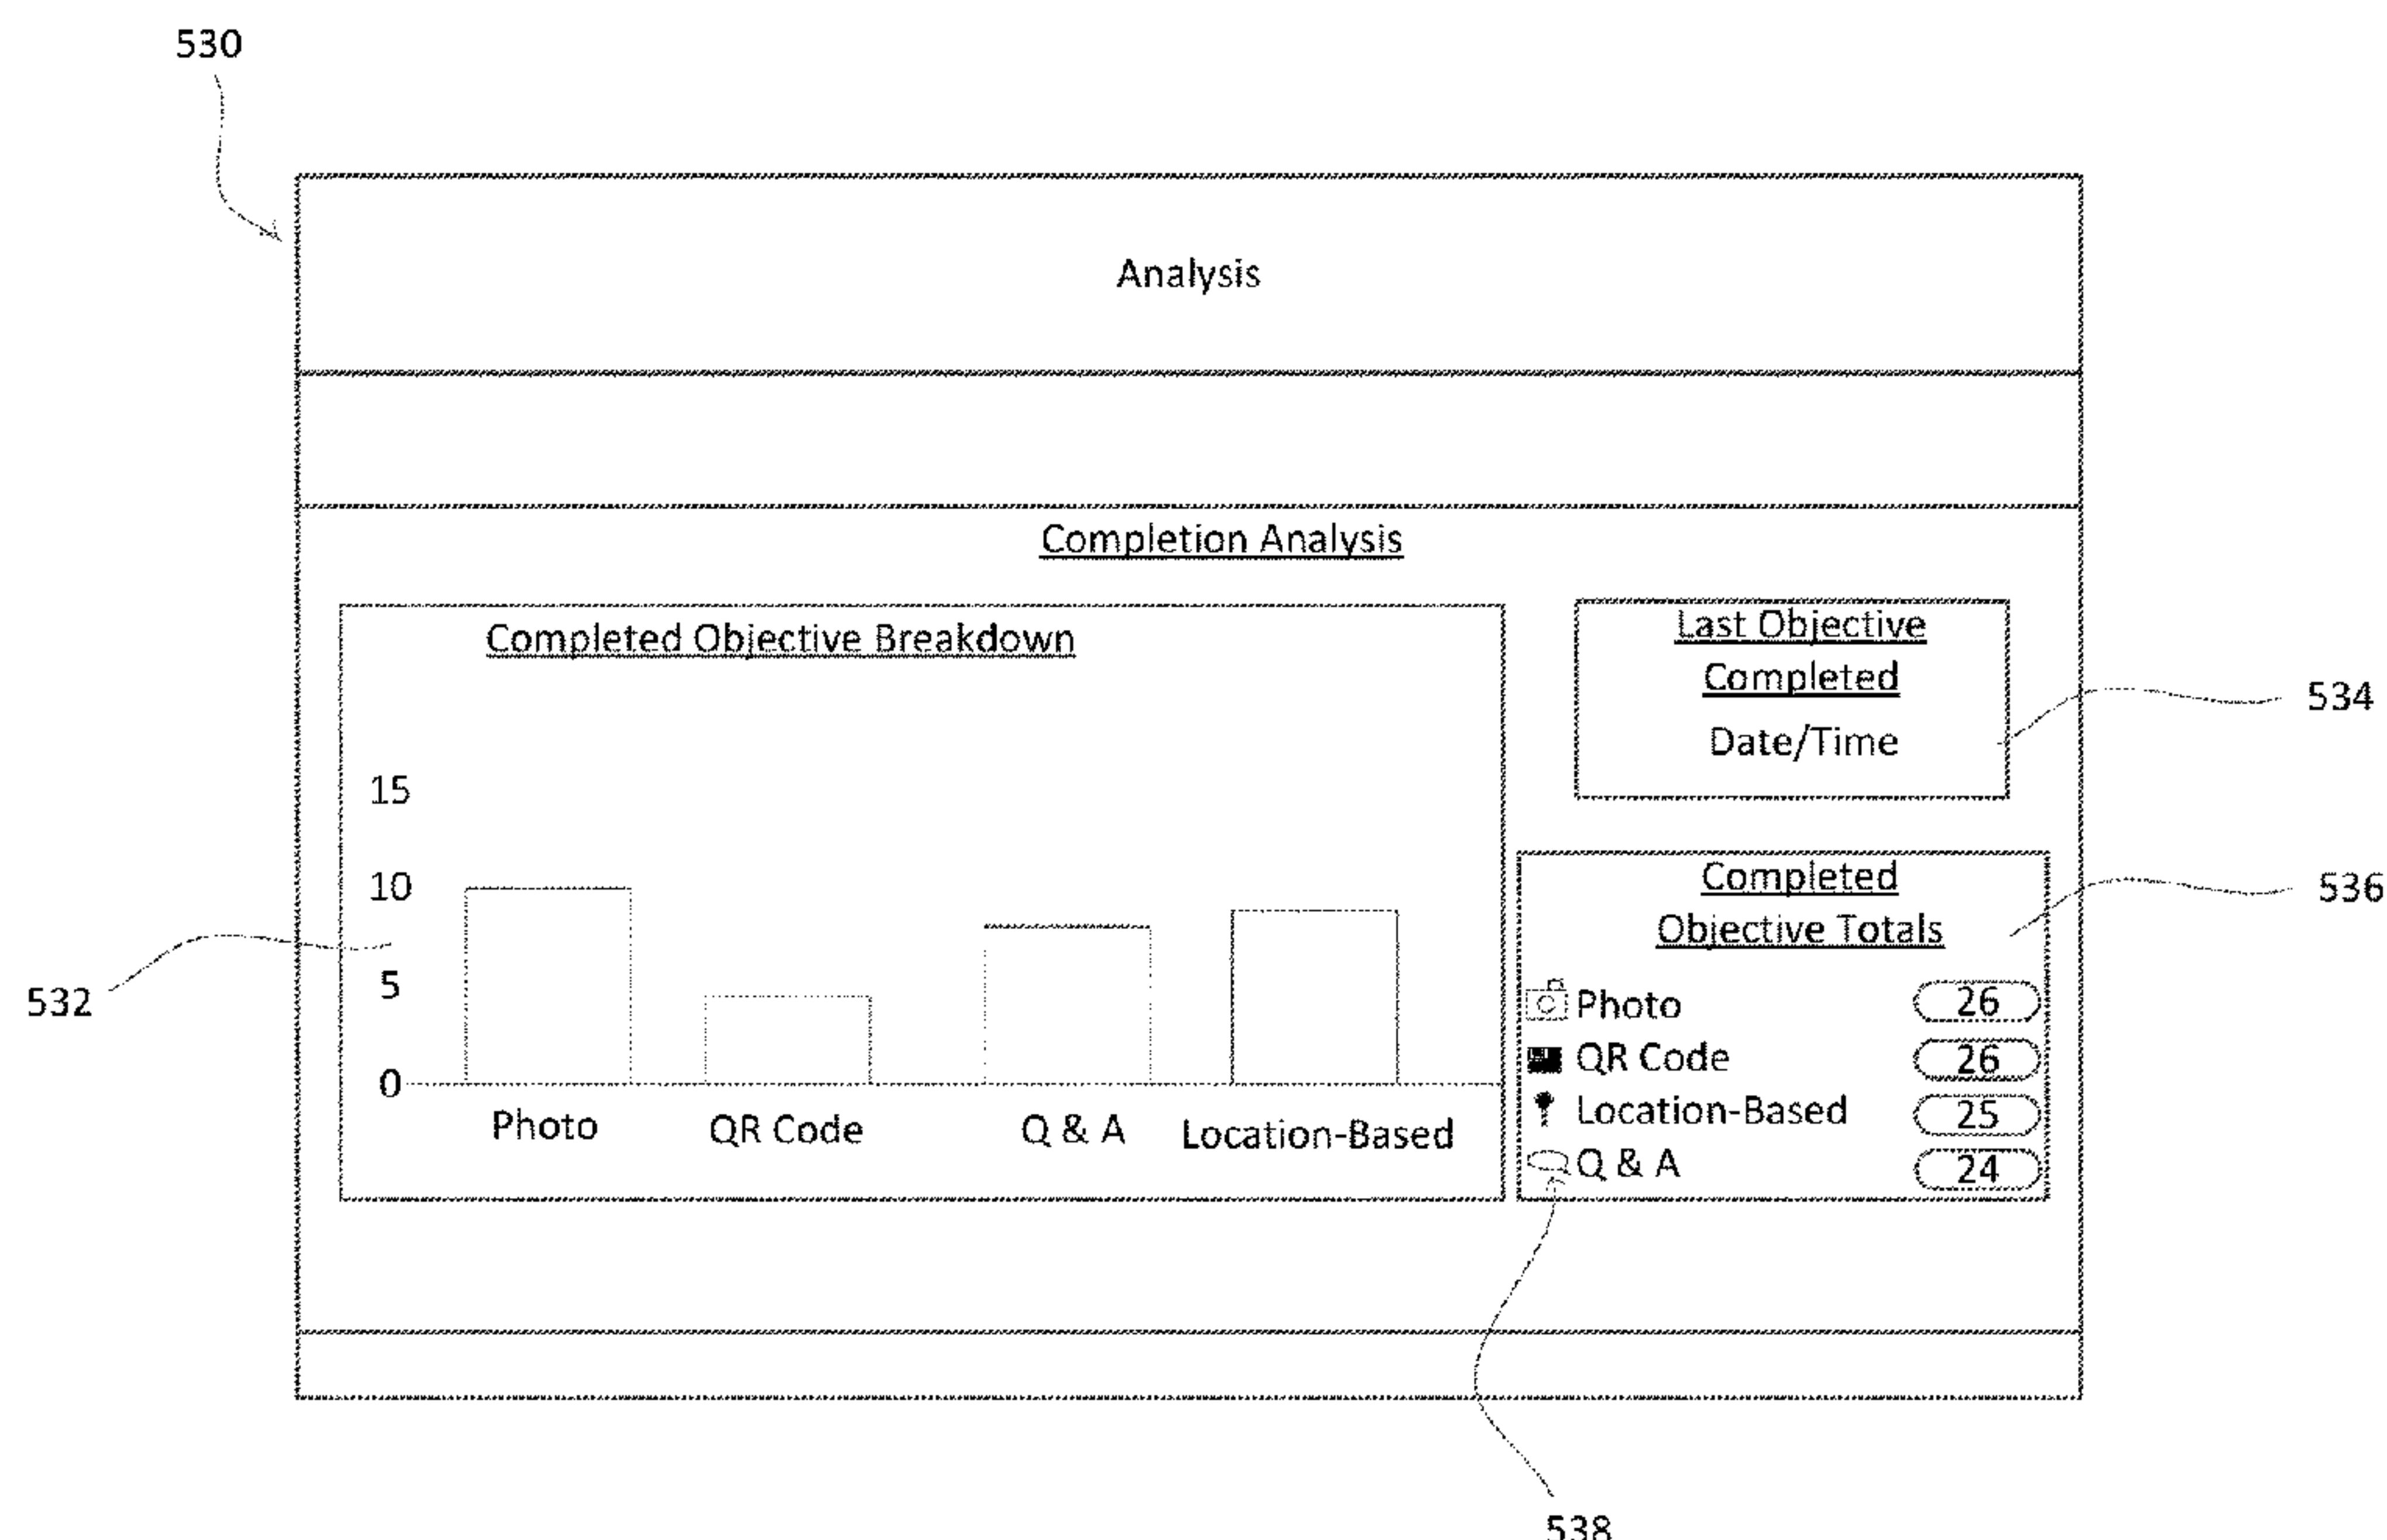 530
Analysis
Completion Analysis
Completed Objective Breakdown
15
10
5
0
Photo
QR Code
Q & A
Location-Based
532
Last Objective
Completed
Date/Time
534
Completed
Objective Totals
536
Photo 26
QR Code 26
Location-Based 25
Q & A 24
538